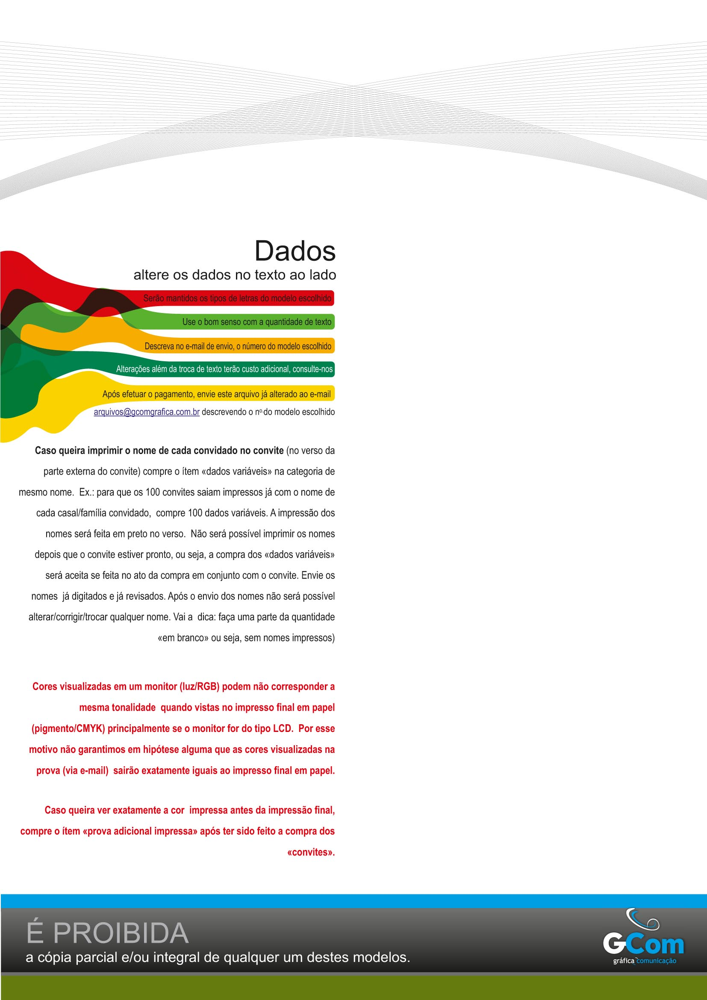 Dados
altere os dados no texto ao lado
Serão mantidos os tipos de letras do modelo escolhido
Use o bom senso com a quantidade de texto
Descreva no e-mail de envio, o número do modelo escolhido
Alterações além da troca de texto terão custo adicional, consulte-nos
Após efetuar o pagamento, envie este arquivo já alterado ao e-mail
arquivos@gcomgrafica.com.br descrevendo o nº.do modelo escolhido
Caso queira imprimir o nome de cada convidado no convite (no verso da
parte externa do convite) compre o ítem «dados variáveis» na categoria de
mesmo nome.  Ex.: para que os 100 convites saiam impressos já com o nome de
cada casal/família convidado,  compre 100 dados variáveis. A impressão dos
nomes será feita em preto no verso.  Não será possível imprimir os nomes
depois que o convite estiver pronto, ou seja, a compra dos «dados variáveis»
será aceita se feita no ato da compra em conjunto com o convite. Envie os
nomes  já digitados e já revisados. Após o envio dos nomes não será possível
alterar/corrigir/trocar qualquer nome. Vai a  dica: faça uma parte da quantidade
«em branco» ou seja, sem nomes impressos)
Cores visualizadas em um monitor (luz/RGB) podem não corresponder a
mesma tonalidade  quando vistas no impresso final em papel
(pigmento/CMYK) principalmente se o monitor for do tipo LCD.  Por esse
motivo não garantimos em hipótese alguma que as cores visualizadas na
prova (via e-mail)  sairão exatamente iguais ao impresso final em papel.
Caso queira ver exatamente a cor  impressa antes da impressão final,
compre o ítem «prova adicional impressa» após ter sido feito a compra dos
«convites».
É PROIBIDA
a cópia parcial e/ou integral de qualquer um destes modelos.
GCom
gráfica comunicação